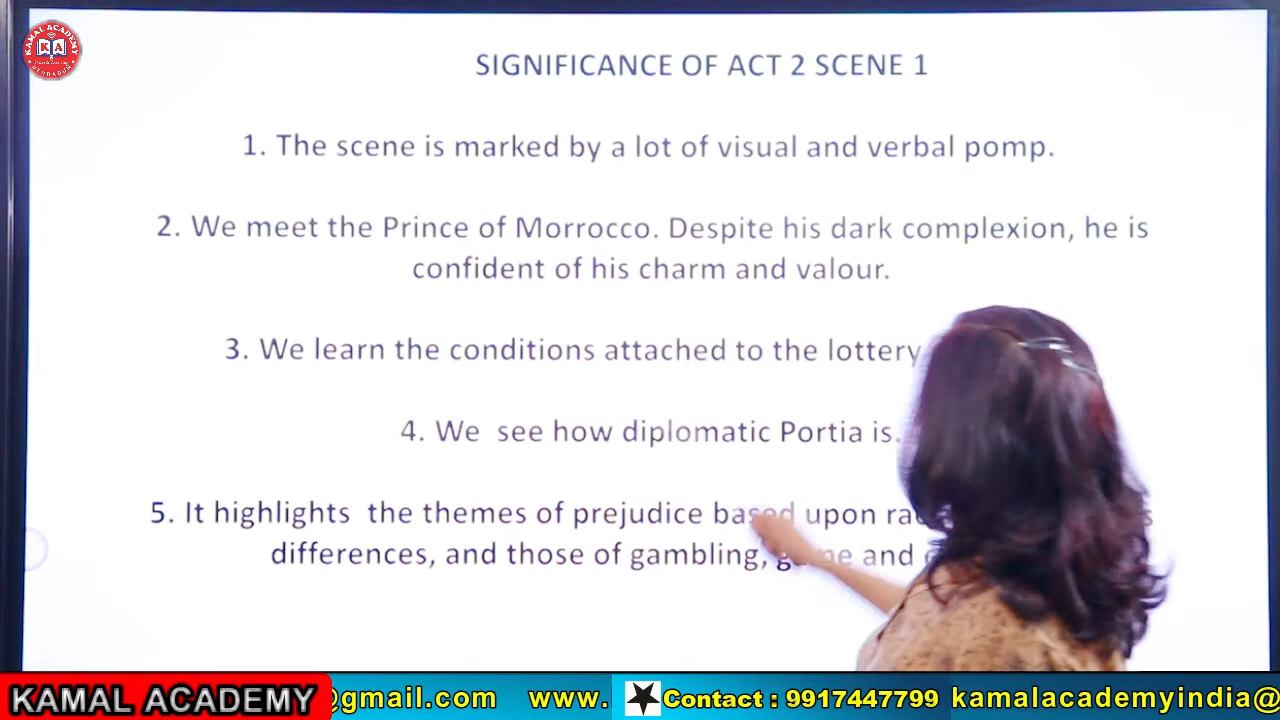 KAMAL ACADEMY
KA
DEHRADUN
SIGNIFICANCE OF ACT 2 SCENE 1
1. The scene is marked by a lot of visual and verbal pomp.
2. We meet the Prince of Morrocco. Despite his dark complexion, he is
confident of his charm and valour.
3. We learn the conditions attached to the lottery
4. We see how diplomatic Portia is.
5. It highlights the themes of prejudice based upon
differences, and those of gambling, and
KAMAL ACADEMY @gmail.com www. Contact : 9917447799 kamalacademyindia@